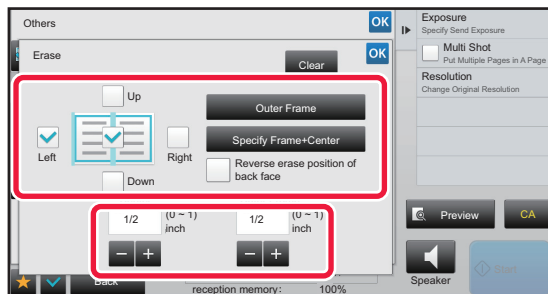 Others
OK
Erase
OK
Clear
Up
Left
Right
Down
Outer Frame
Specify Frame+Center
Reverse erase position of
back face
1/2
(0 ~ 1)
inch
1/2
(0 ~ 1)
inch
Back
reception memory:
100%
Exposure
Specify Send Exposure
Multi Shot
Put Multiple Pages in A Page
Resolution
Change Original Resolution
Preview
CA
Speaker
Start